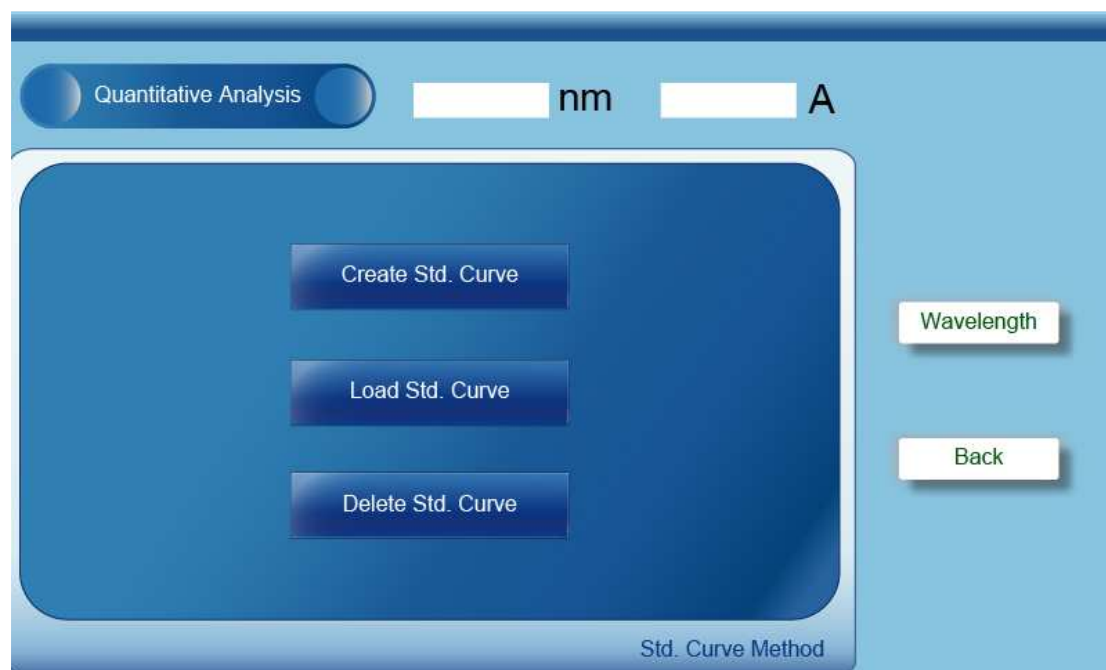 Quantitative Analysis
nm
A
Create Std. Curve
Load Std. Curve
Delete Std. Curve
Wavelength
Back
Std. Curve Method